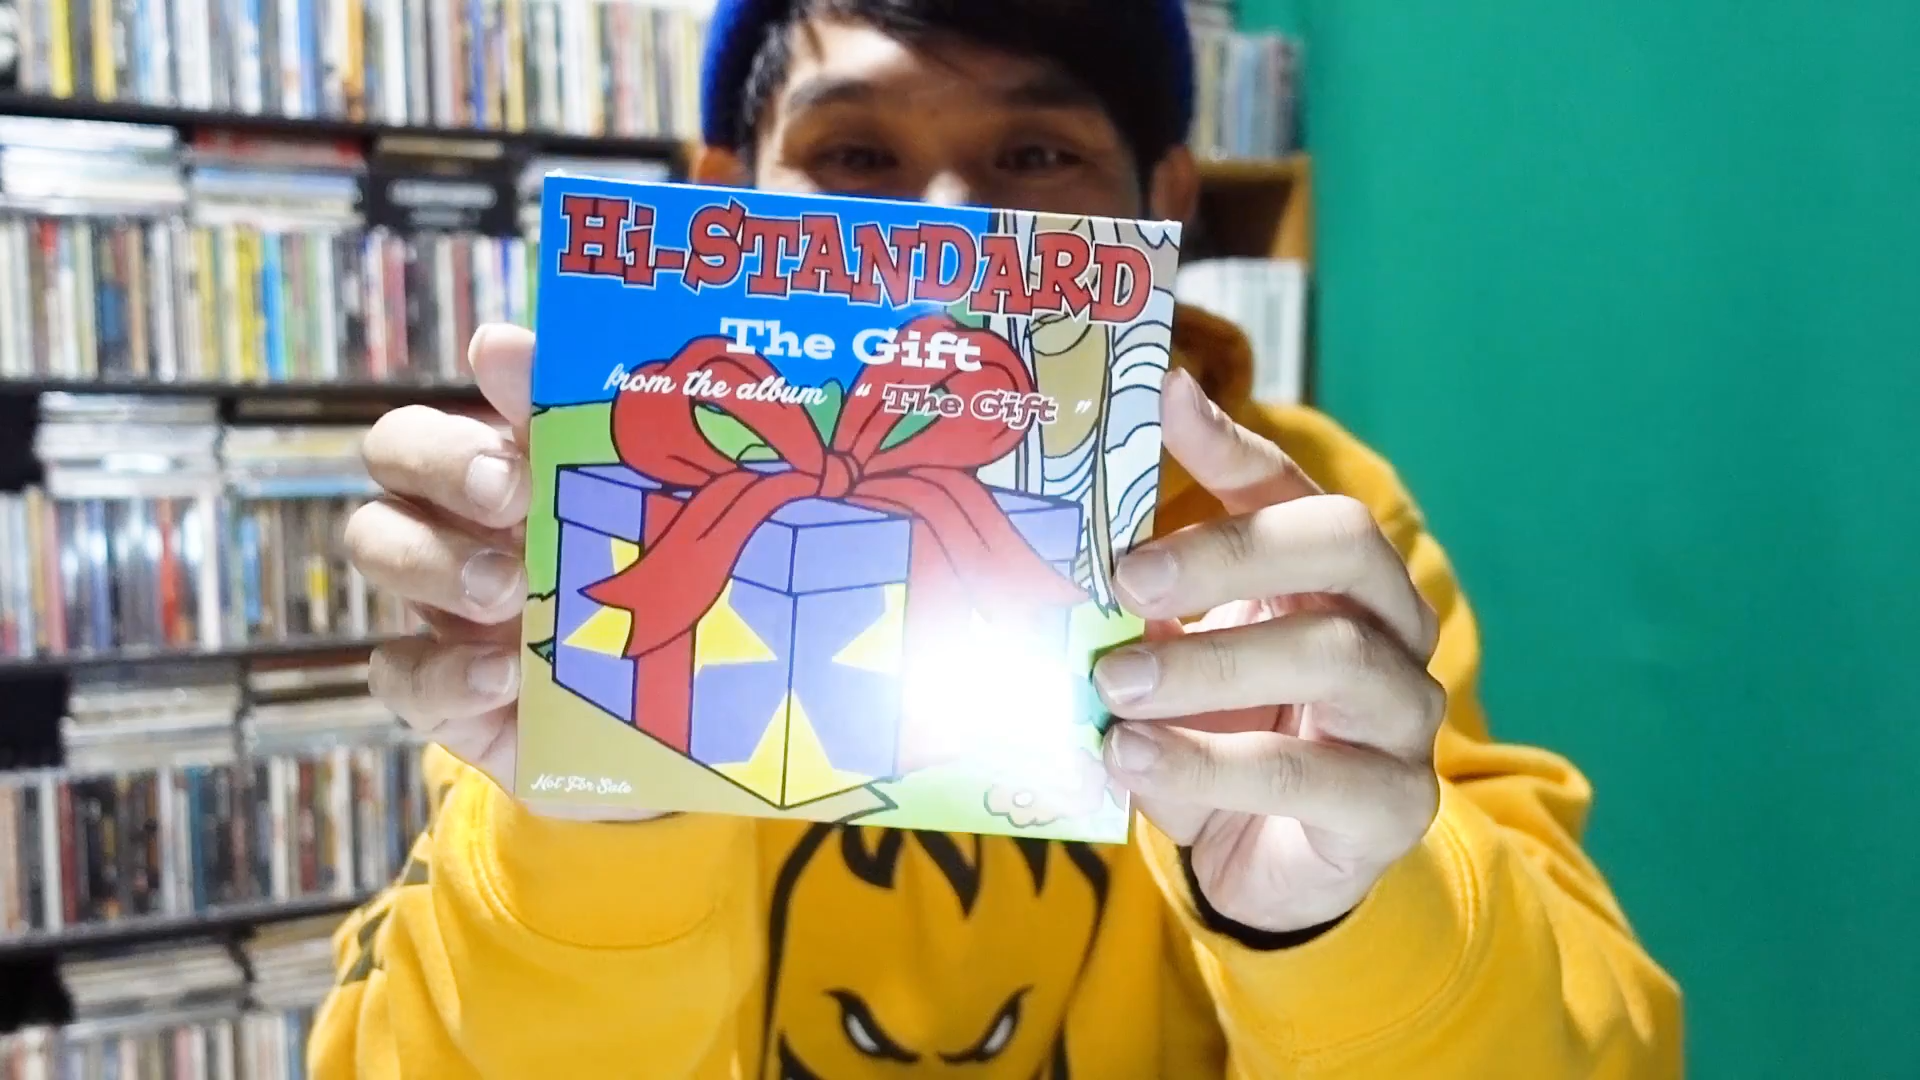 Hi-STANDARD
The Gift
from the album “The Gift”
Not For Sale